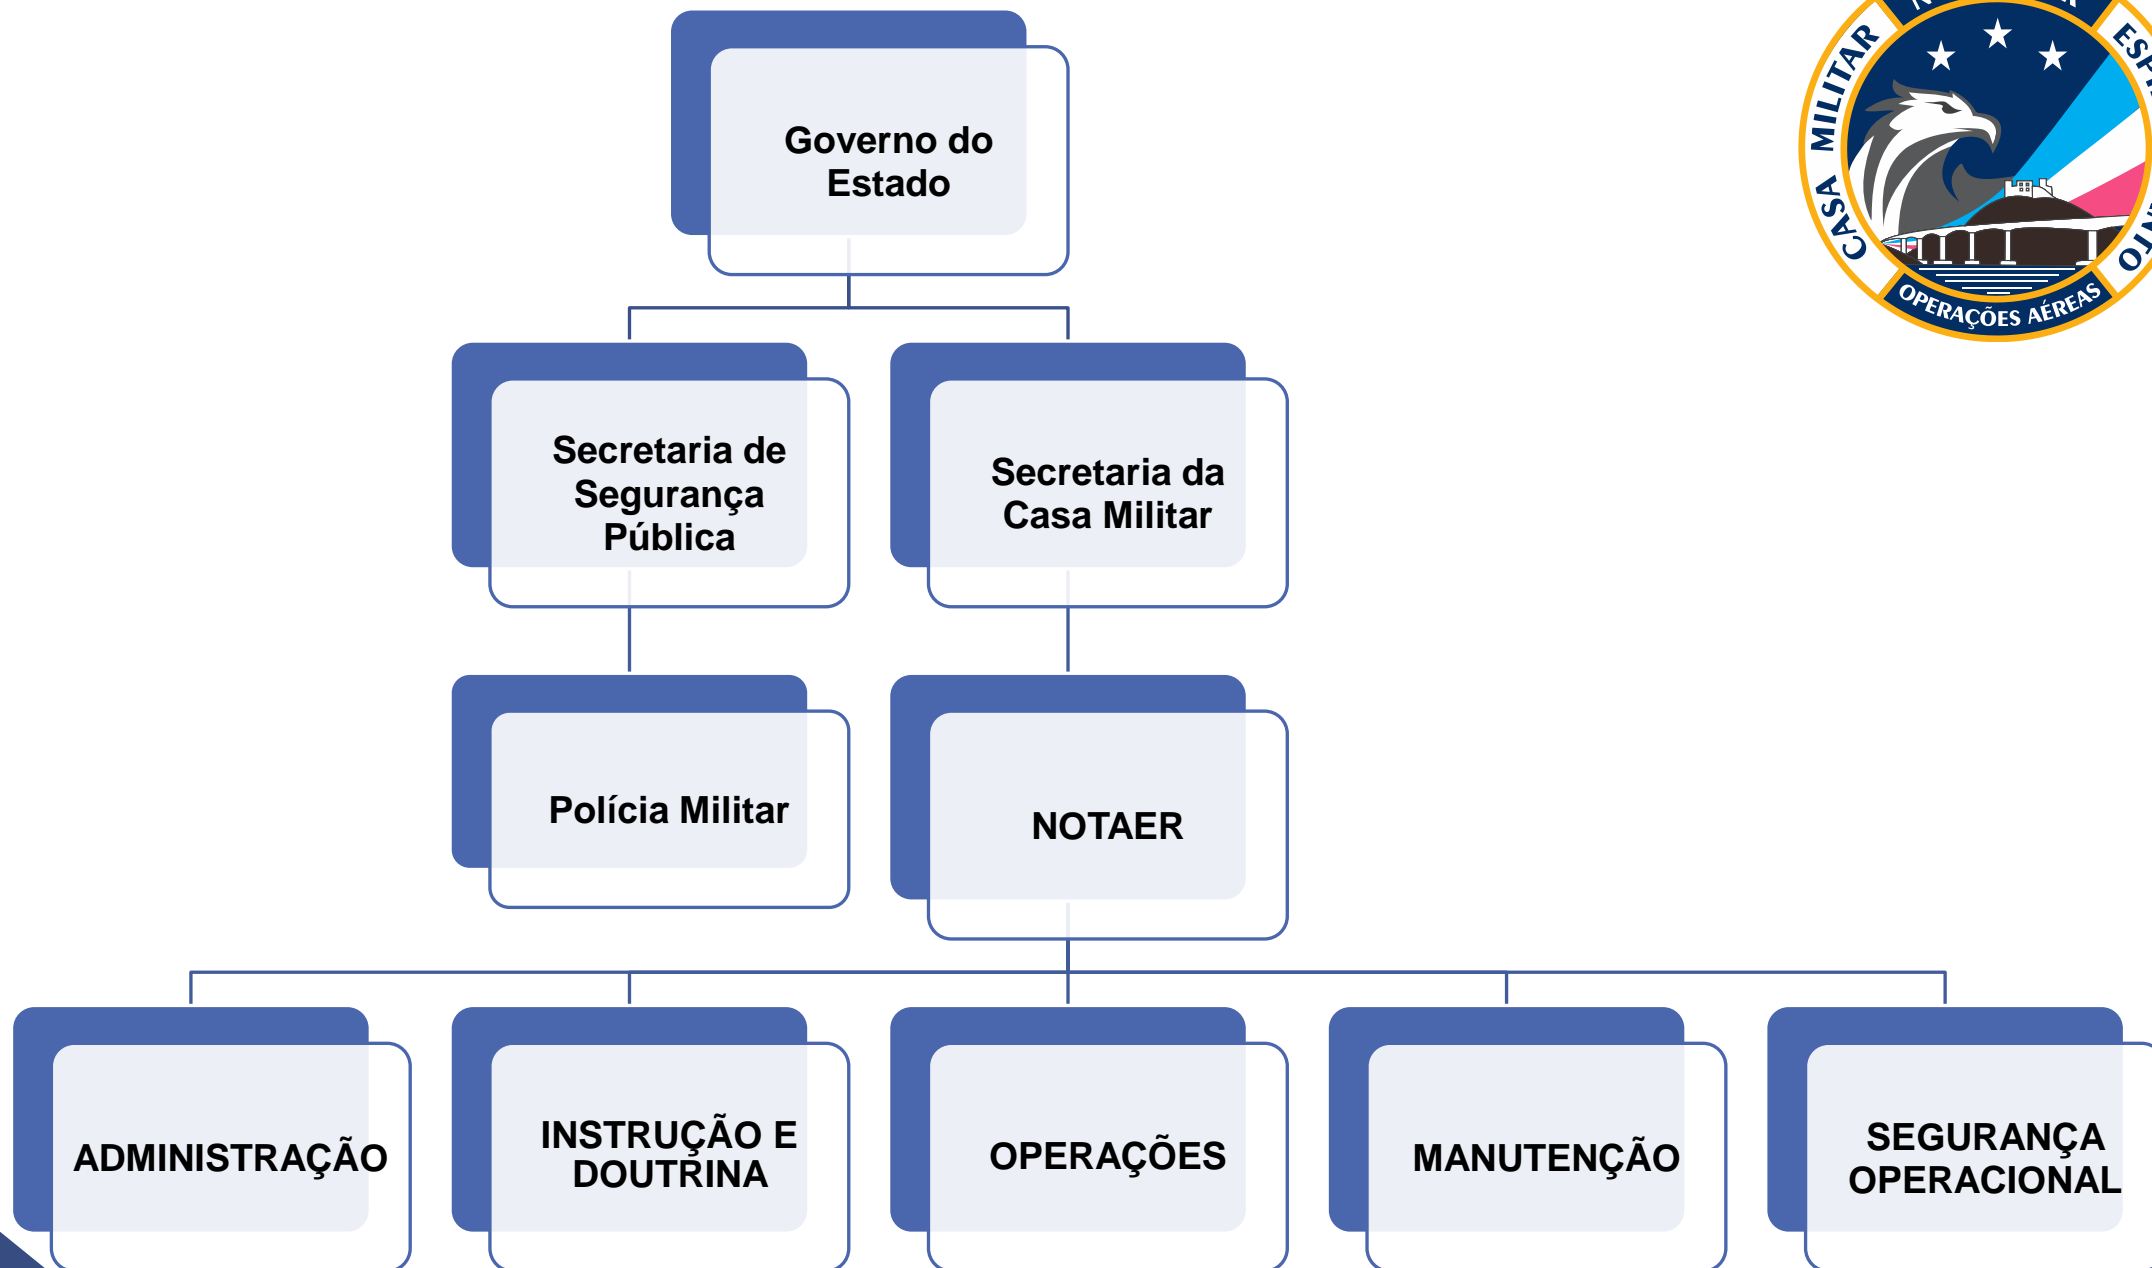 Governo do
Estado
CASA MILITAR
OPERAÇÕES AÉREAS
Secretaria de
Segurança
Pública
Secretaria da
Casa Militar
Polícia Militar
NOTAER
ADMINISTRAÇÃO
INSTRUÇÃO E
DOUTRINA
OPERAÇÕES
MANUTENÇÃO
SEGURANÇA
OPERACIONAL